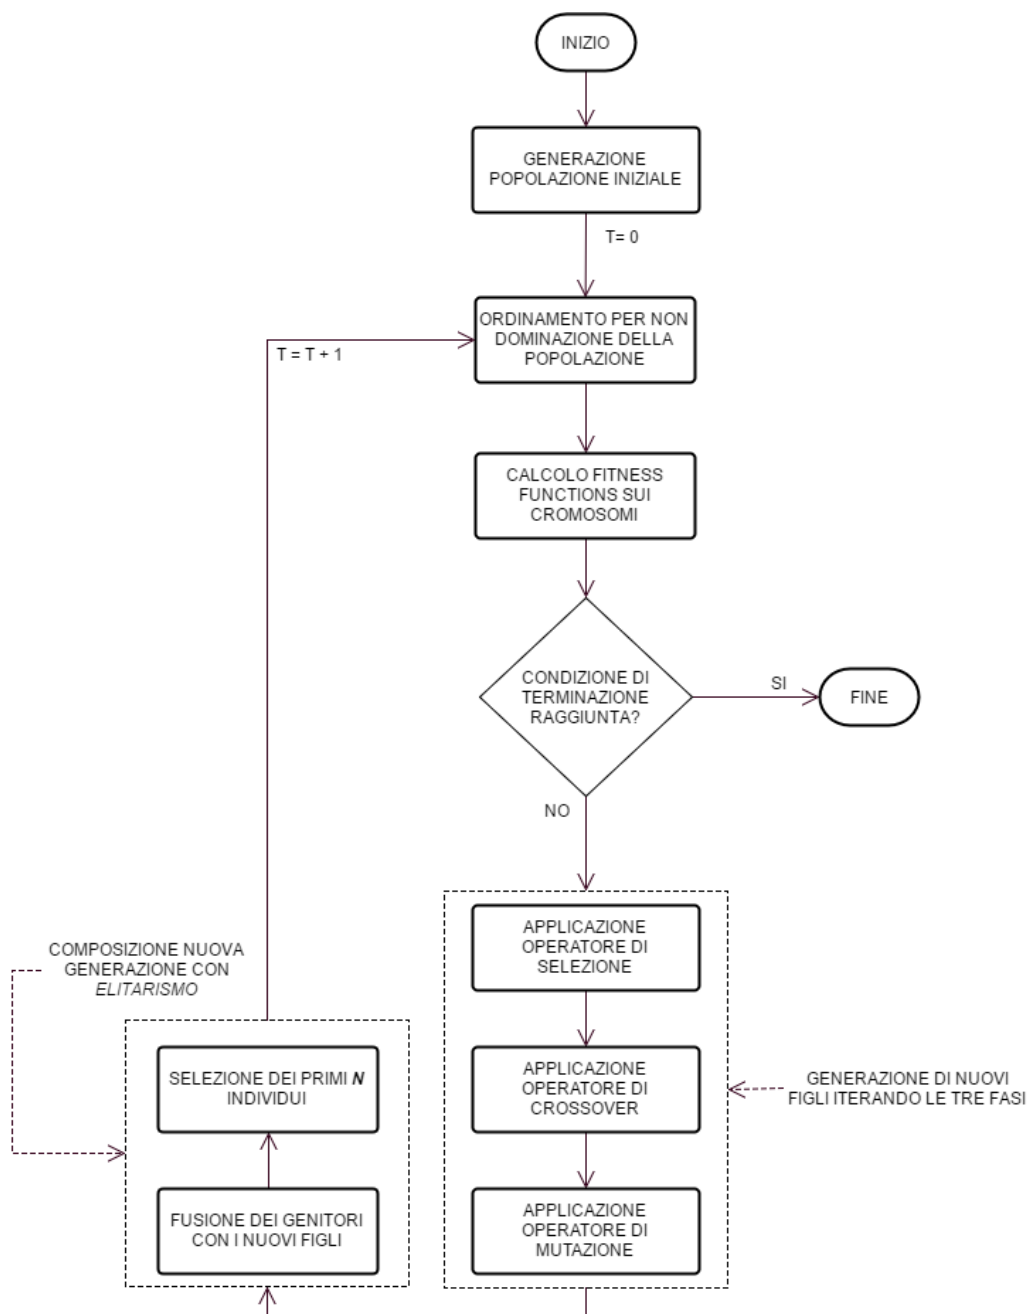 INIZIO
GENERAZIONE
POPOLAZIONE INIZIALE
T= 0
ORDINAMENTO PER NON
DOMINAZIONE DELLA
POPOLAZIONE
T = T + 1
CALCOLO FITNESS
FUNCTIONS SUI
CROMOSOMI
CONDIZIONE DI
TERMINAZIONE
RAGGIUNTA?
SI
FINE
NO
APPLICAZIONE
OPERATORE DI
SELEZIONE
APPLICAZIONE
OPERATORE DI
CROSSOVER
APPLICAZIONE
OPERATORE DI
MUTAZIONE
GENERAZIONE DI NUOVI
FIGLI ITERANDO LE TRE FASI
COMPOSIZIONE NUOVA
GENERAZIONE CON
ELITARISMO
SELEZIONE DEI PRIMI N
INDIVIDUI
FUSIONE DEI GENITORI
CON I NUOVI FIGLI